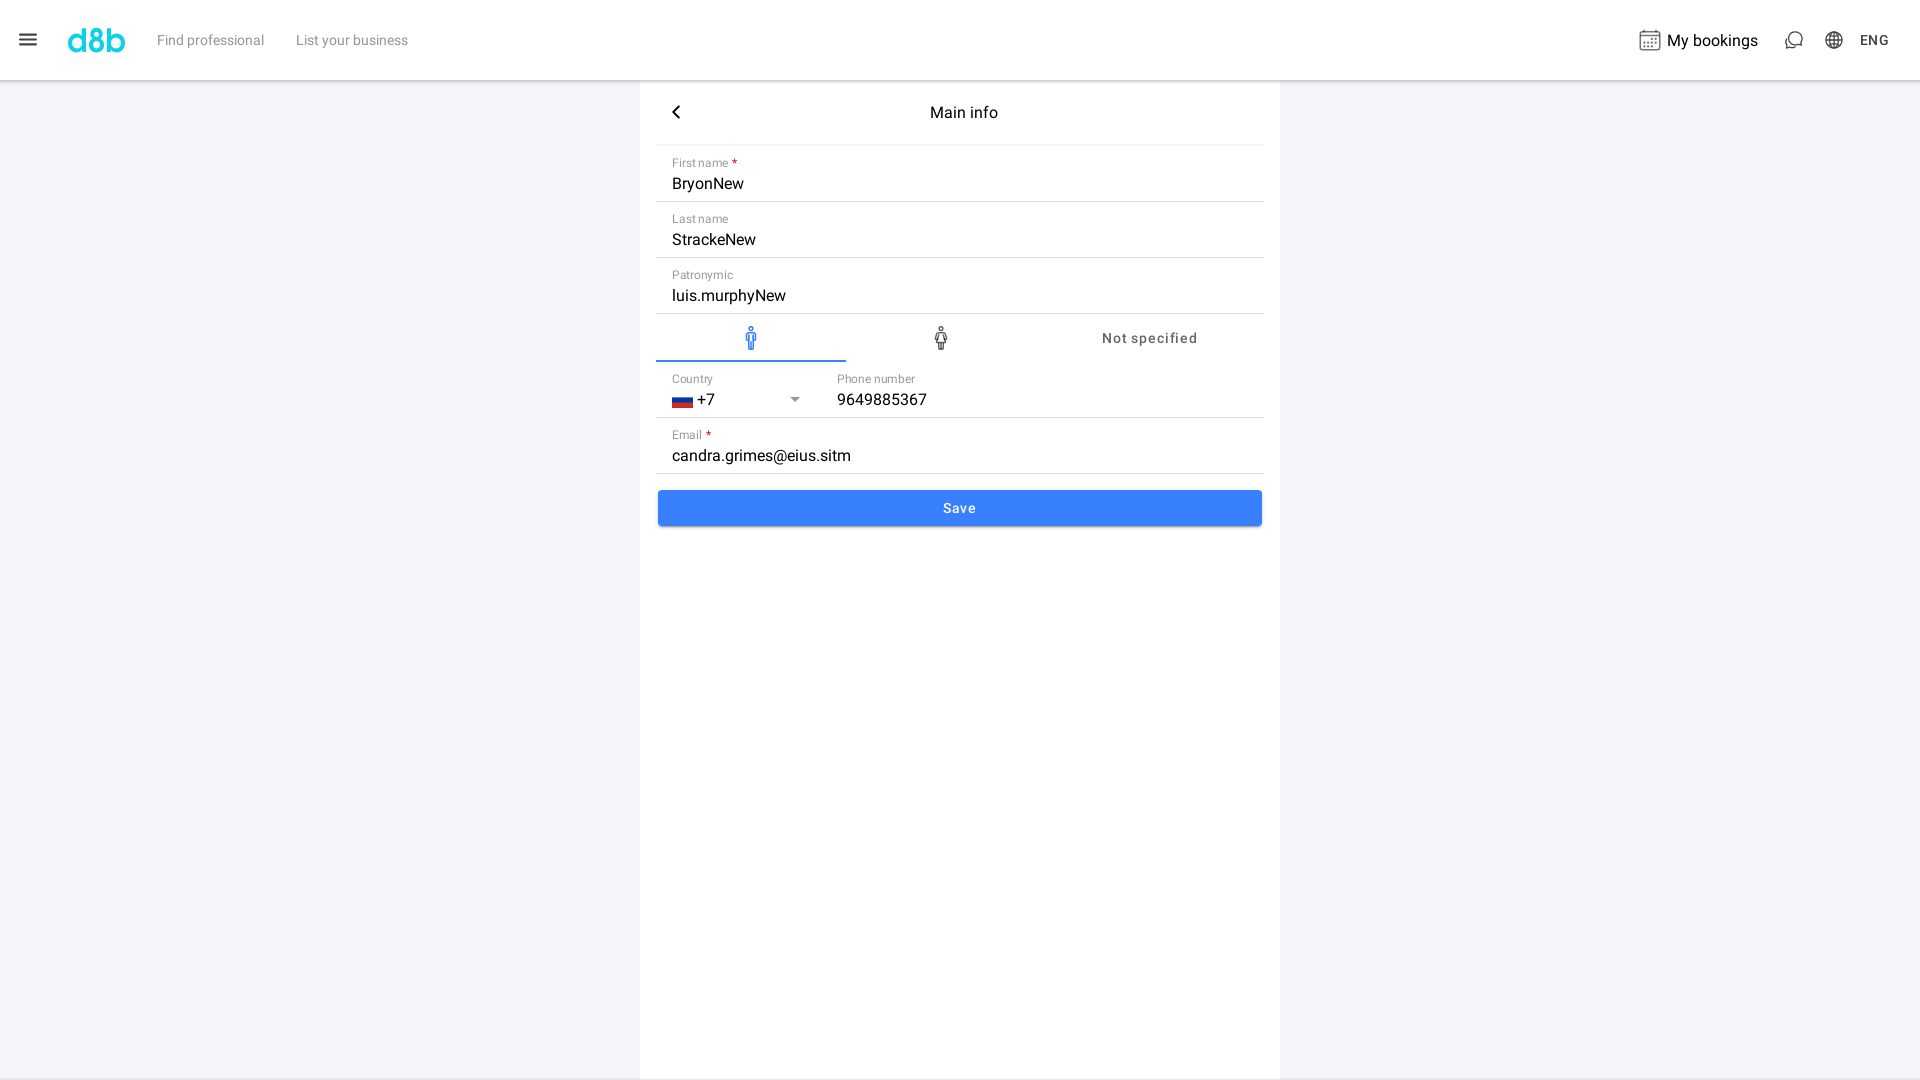 d8b
Find professional
List your business
My bookings
ENG
Main info
First name *
BryonNew
Last name
StrackeNew
Patronymic
luis.murphyNew
Not specified
Country
+7
Phone number
9649885367
Email *
candra.grimes@eius.sitm
Save